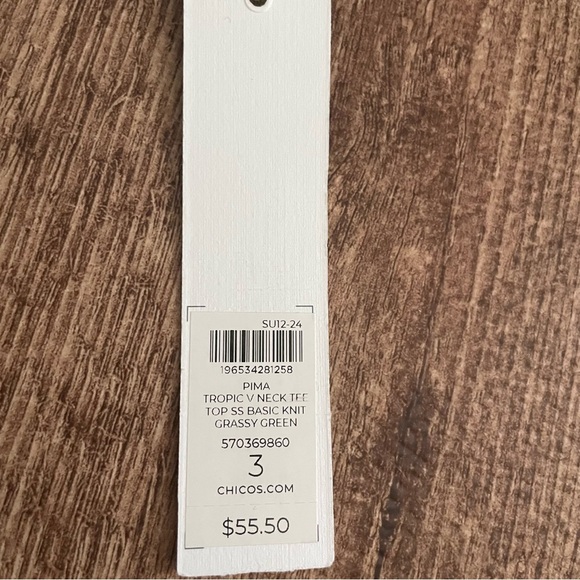 SU12-24
196534281258
PIMA
TROPIC V NECK TEE
TOP SS BASIC KNIT
GRASSY GREEN
570369860
3
CHICOS.COM
$55.50